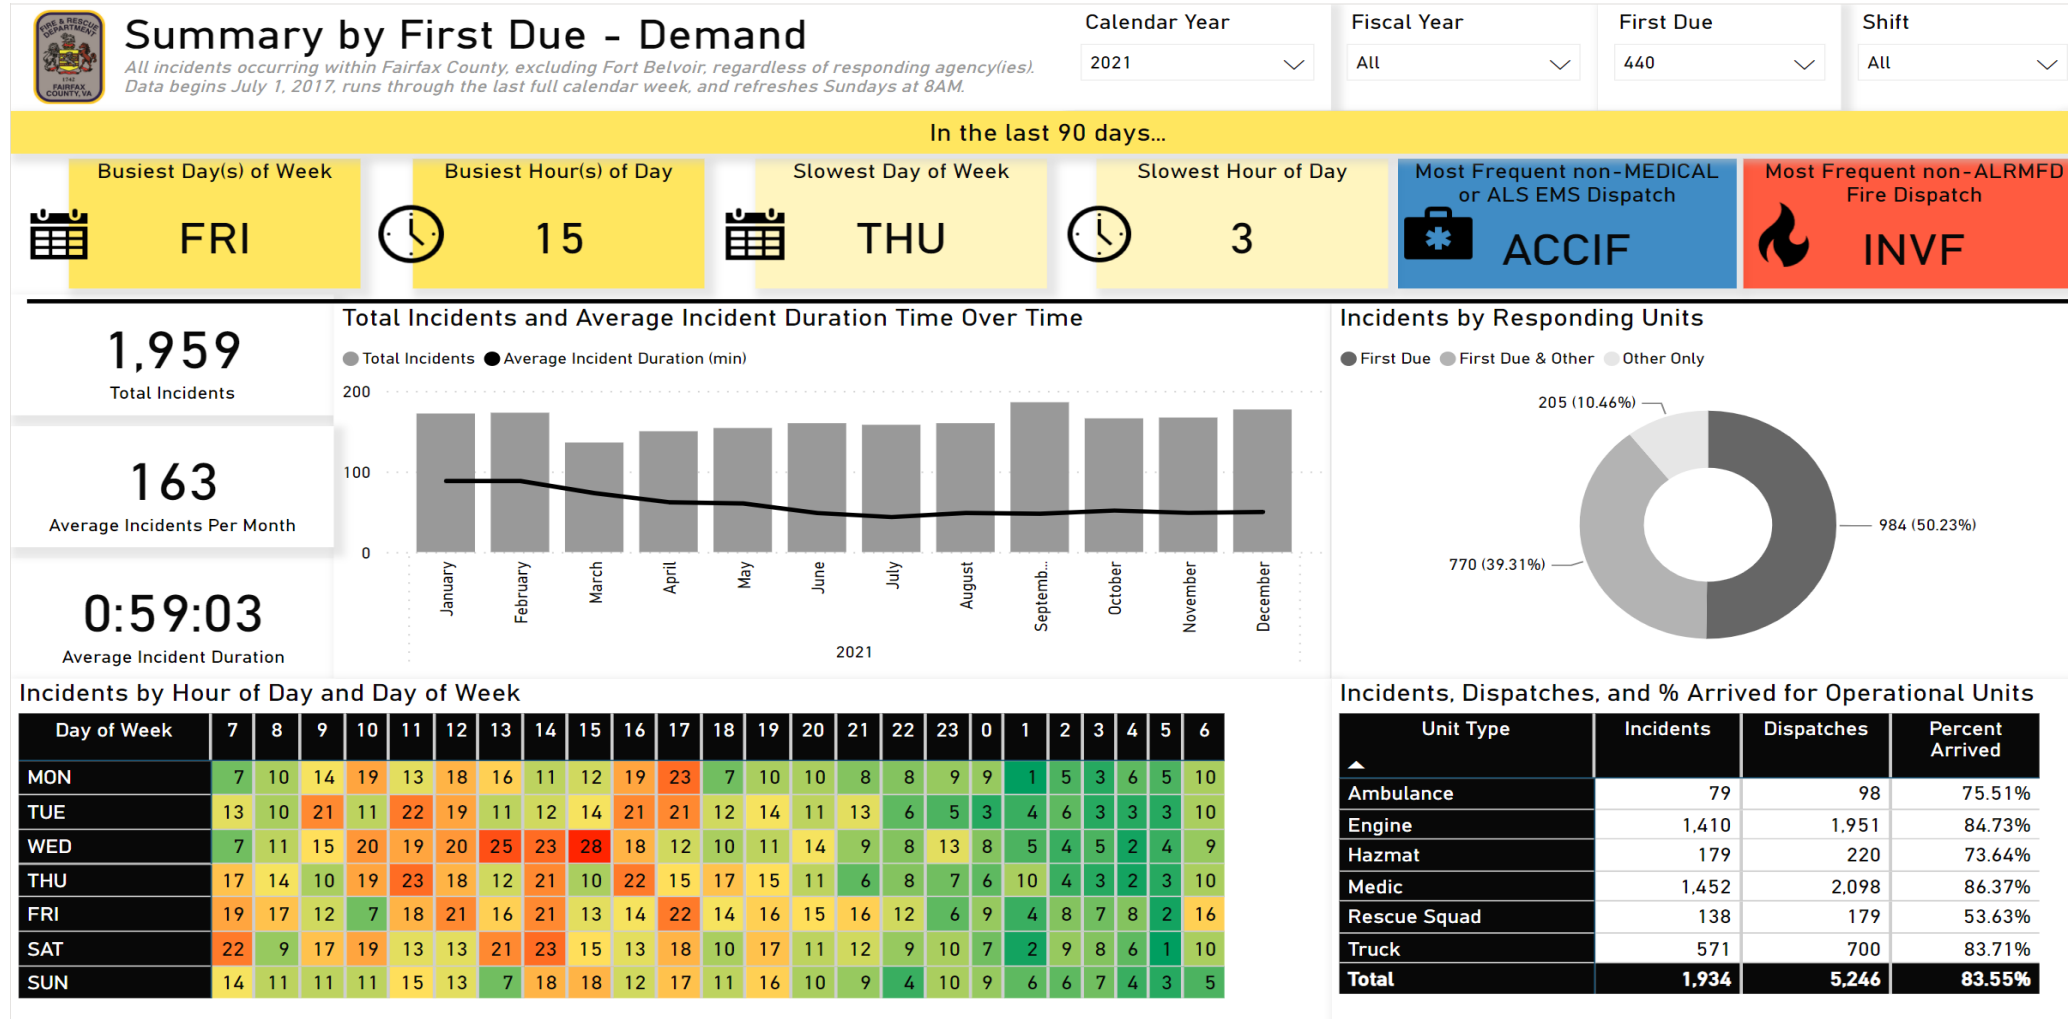 FIRE & RESCUE
DEPARTMENT
1742
FAIRFAX
COUNTY, VA
Summary by First Due - Demand
All incidents occurring within Fairfax County, excluding Fort Belvoir, regardless of responding agency(ies).
Data begins July 1, 2017, runs through the last full calendar week, and refreshes Sundays at 8AM.
Calendar Year
2021
Fiscal Year
All
First Due
440
Shift
All
In the last 90 days...
Busiest Day(s) of Week
FRI
Busiest Hour(s) of Day
15
Slowest Day of Week
THU
Slowest Hour of Day
3
Most Frequent non-MEDICAL
or ALS EMS Dispatch
ACCIF
Most Frequent non-ALRMFD
Fire Dispatch
INVF
1,959
Total Incidents
163
Average Incidents Per Month
0:59:03
Average Incident Duration
Total Incidents and Average Incident Duration Time Over Time
Total Incidents Average Incident Duration (min)
200
100
0
January
February
March
April
May
June
July
August
Septemb...
October
November
December
2021
Incidents by Responding Units
First Due First Due & Other Other Only
205 (10.46%)
984 (50.23%)
770 (39.31%)
Incidents by Hour of Day and Day of Week
Day of Week 7 8 9 10 11 12 13 14 15 16 17 18 19 20 21 22 23 0 1 2 3 4 5 6
MON 7 10 14 19 13 18 16 11 12 19 23 7 10 10 8 8 9 9 1 5 3 6 5 10
TUE 13 10 21 11 22 19 11 12 14 21 21 12 14 11 13 6 5 3 4 6 3 3 3 10
WED 7 11 15 20 19 20 25 23 28 18 12 10 11 14 9 8 13 8 5 4 5 2 4 9
THU 17 14 10 19 23 18 12 21 10 22 15 17 15 11 6 8 7 6 10 4 3 2 3 10
FRI 19 17 12 7 18 21 16 21 13 14 22 14 16 15 16 12 6 9 4 8 7 8 2 16
SAT 22 9 17 19 13 13 21 23 15 13 18 10 17 11 12 9 10 7 2 9 8 6 1 10
SUN 14 11 11 11 15 13 7 18 18 12 17 11 16 10 9 4 10 9 6 6 7 4 3 5
Incidents, Dispatches, and % Arrived for Operational Units
Unit Type Incidents Dispatches Percent
Arrived
Ambulance 79 98 75.51%
Engine 1,410 1,951 84.73%
Hazmat 179 220 73.64%
Medic 1,452 2,098 86.37%
Rescue Squad 138 179 53.63%
Truck 571 700 83.71%
Total 1,934 5,246 83.55%